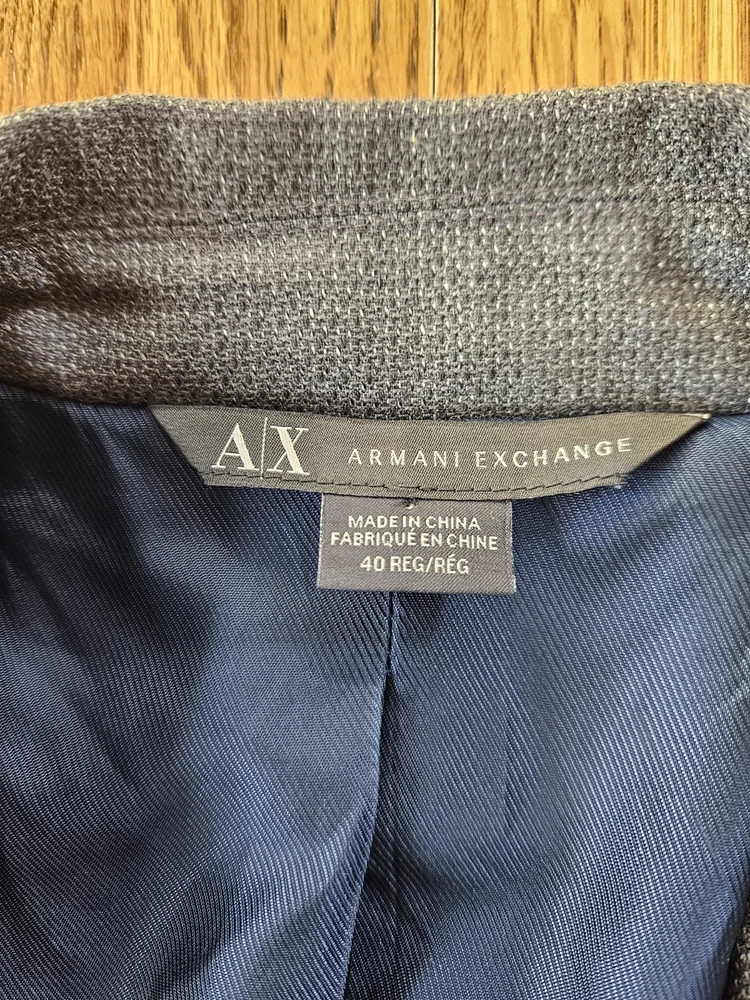 A|X ARMANI EXCHANGE
MADE IN CHINA
FABRIQUÉ EN CHINE
40 REG/RÉG